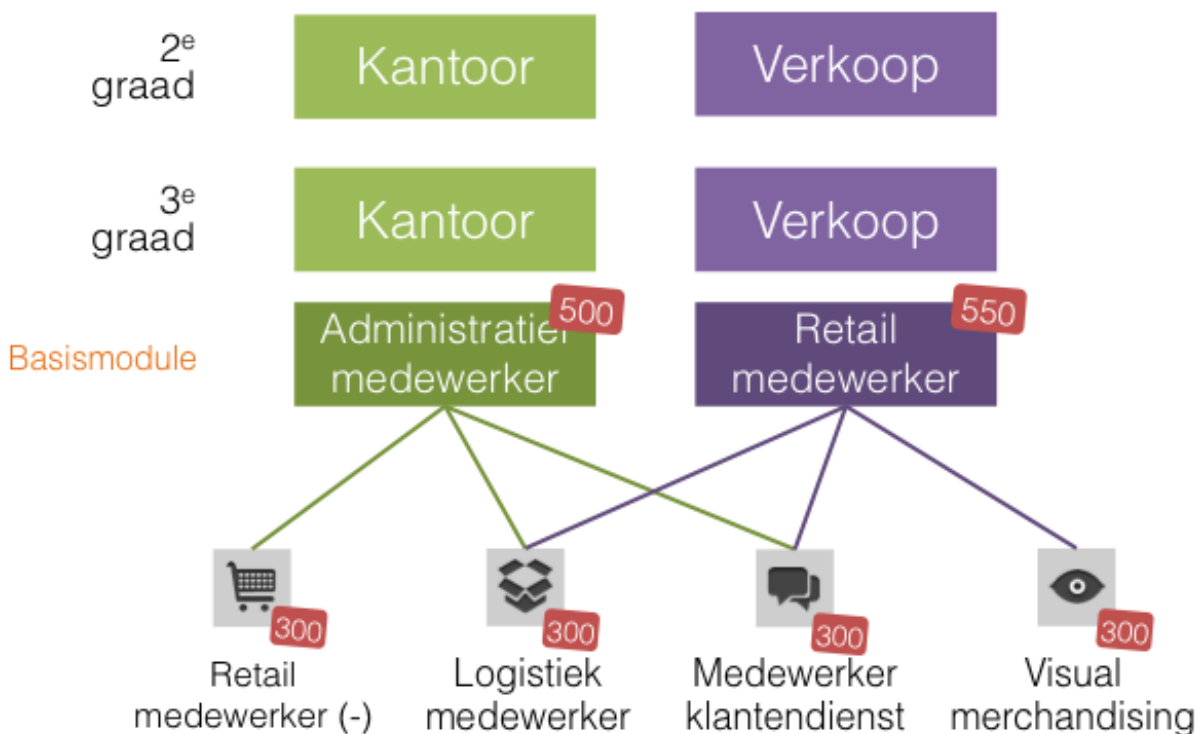 2e
graad
Kantoor
Verkoop
3e
graad
Kantoor
Verkoop
Basismodule
Administratief
medewerker
500
Retail
medewerker
550
300
Retail
medewerker (-)
300
Logistiek
medewerker
300
Medewerker
klantendienst
300
Visual
merchandising